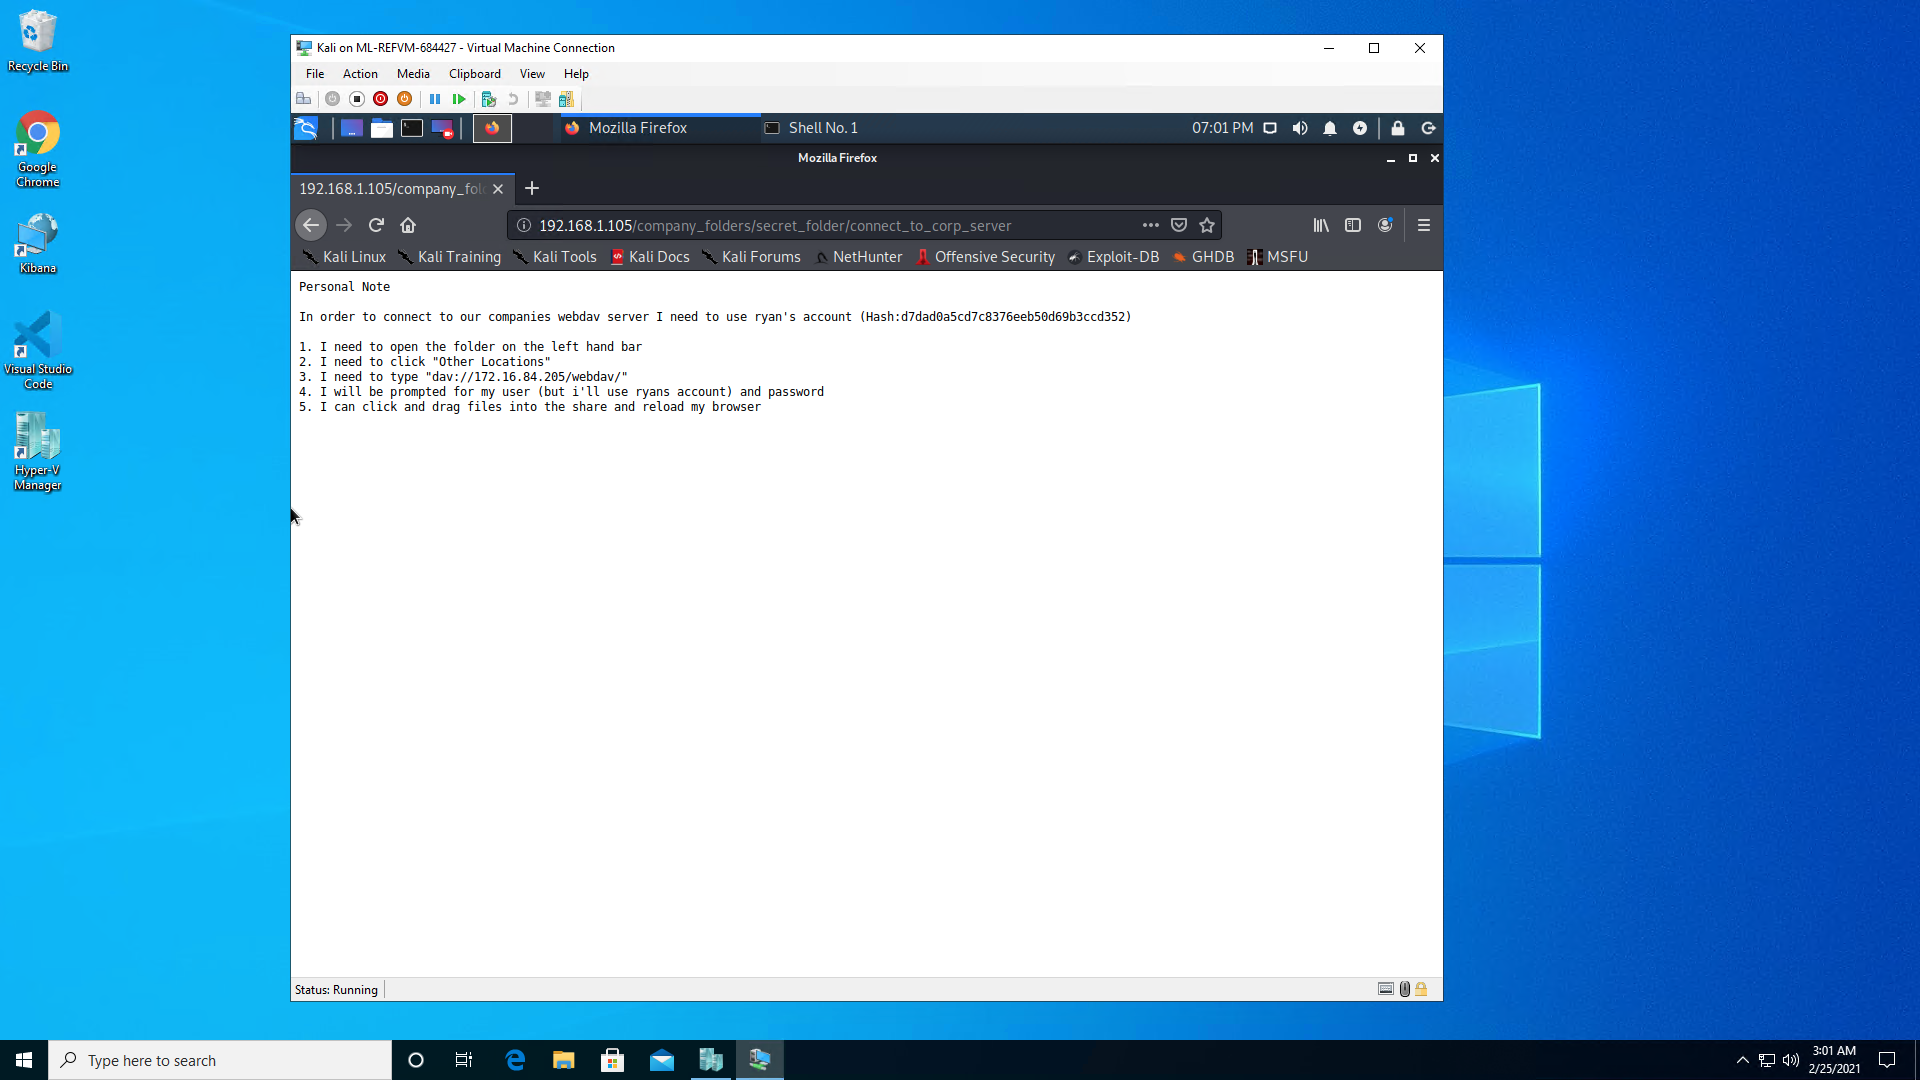 Recycle Bin
Google
Chrome
Kibana
Visual Studio
Code
Hyper-V
Manager
Kali on ML-REFVM-684427 - Virtual Machine Connection
File Action Media Clipboard View Help
Mozilla Firefox Shell No. 1 07:01 PM
Mozilla Firefox
192.168.1.105/company_fol
192.168.1.105/company_folders/secret_folder/connect_to_corp_server
Kali Linux Kali Training Kali Tools Kali Docs Kali Forums NetHunter Offensive Security Exploit-DB GHDB MSFU
Personal Note
In order to connect to our companies webdav server I need to use ryan's account (Hash:d7dad0a5cd7c8376eeb50d69b3ccd352)
1. I need to open the folder on the left hand bar
2. I need to click "Other Locations"
3. I need to type "dav://172.16.84.205/webdav/"
4. I will be prompted for my user (but i'll use ryans account) and password
5. I can click and drag files into the share and reload my browser
Status: Running
Type here to search
3:01 AM
2/25/2021